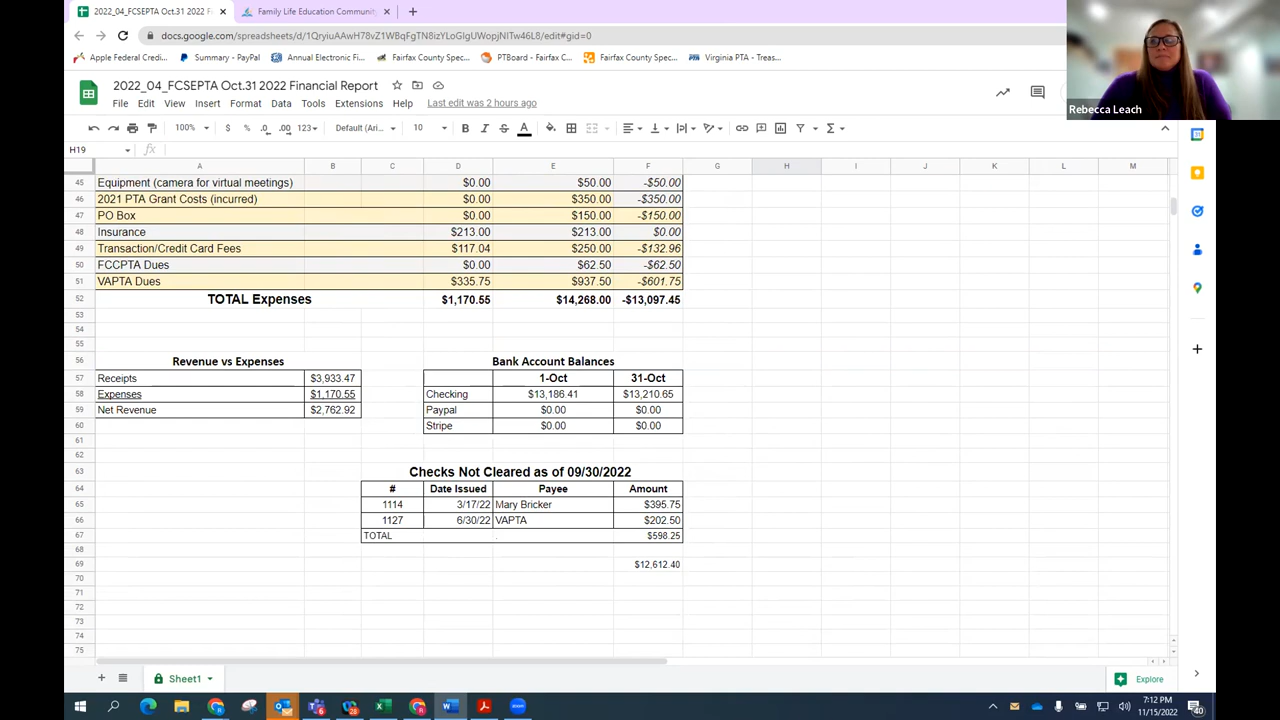 2022_04_FCSEPTA Oct.31 2022 F
Family Life Education Communit
docs.google.com/spreadsheets/d/1QryiuAAwH78vZ1WBqFgTN8izYLoGIgUWopjNITw46L8/edit#gid=0
Apple Federal Credi...
Summary - PayPal
Annual Electronic Fi...
Fairfax County Spec...
PTBoard - Fairfax C...
Fairfax County Spec...
Virginia PTA - Treas...
Rebecca Leach
2022_04_FCSEPTA Oct.31 2022 Financial Report
File Edit View Insert Format Data Tools Extensions Help Last edit was 2 hours ago
100% $ % .0 .00 123 Default (Ari... 10 B I S A
H19 fx
A B C D E F G H I J K L M
45 Equipment (camera for virtual meetings) $0.00 $50.00 -$50.00
46 2021 PTA Grant Costs (incurred) $0.00 $350.00 -$350.00
47 PO Box $0.00 $150.00 -$150.00
48 Insurance $213.00 $213.00 $0.00
49 Transaction/Credit Card Fees $117.04 $250.00 -$132.96
50 FCCPTA Dues $0.00 $62.50 -$62.50
51 VAPTA Dues $335.75 $937.50 -$601.75
52 TOTAL Expenses $1,170.55 $14,268.00 -$13,097.45
53
54
55
56 Revenue vs Expenses Bank Account Balances
57 Receipts $3,933.47 1-Oct 31-Oct
58 Expenses $1,170.55 Checking $13,186.41 $13,210.65
59 Net Revenue $2,762.92 Paypal $0.00 $0.00
60 Stripe $0.00 $0.00
61
62
63 Checks Not Cleared as of 09/30/2022
64 # Date Issued Payee Amount
65 1114 3/17/22 Mary Bricker $395.75
66 1127 6/30/22 VAPTA $202.50
67 TOTAL . $598.25
68
69 $12,612.40
70
71
72
73
74
75
Sheet1
Explore
7:12 PM
11/15/2022
40